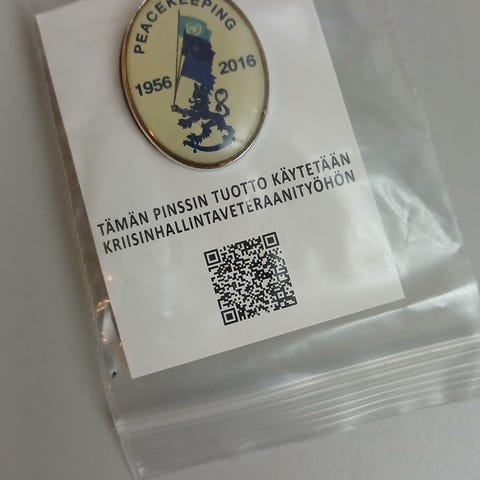 PEACEKEEPING
1956 2016
TÄMÄN PINSSIN TUOTTO KÄYTETÄÄN
KRIISINHALLINTAVETERAANITYÖHÖN